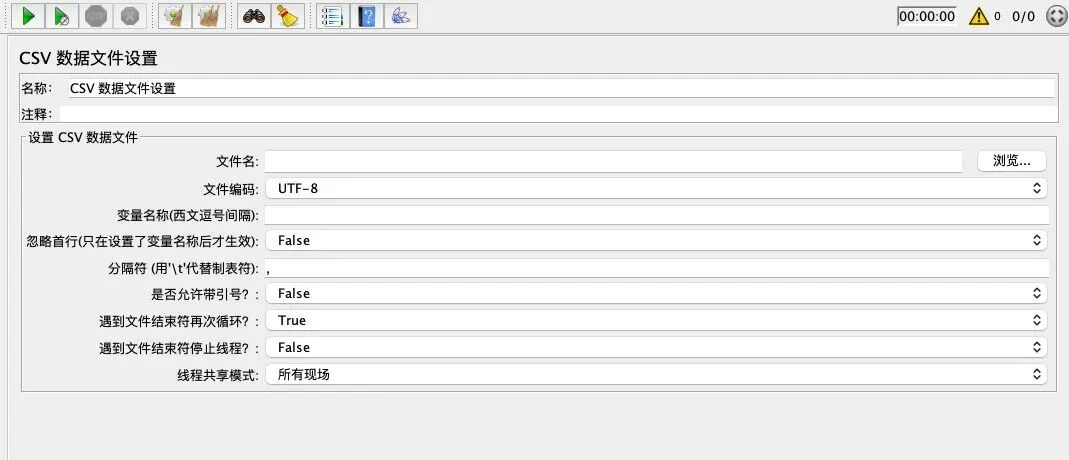 00:00:00 0 0/0
CSV 数据文件设置
名称: CSV 数据文件设置
注释:
设置 CSV 数据文件
文件名: 浏览...
文件编码: UTF-8
变量名称(西文逗号间隔):
忽略首行(只在设置了变量名称后才生效): False
分隔符 (用'\t'代替制表符): ,
是否允许带引号? : False
遇到文件结束符再次循环? : True
遇到文件结束符停止线程? : False
线程共享模式: 所有现场